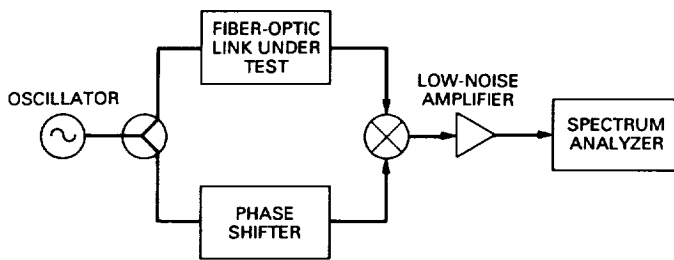 FIBER-OPTIC
LINK UNDER
TEST
OSCILLATOR
LOW-NOISE
AMPLIFIER
SPECTRUM
ANALYZER
PHASE
SHIFTER